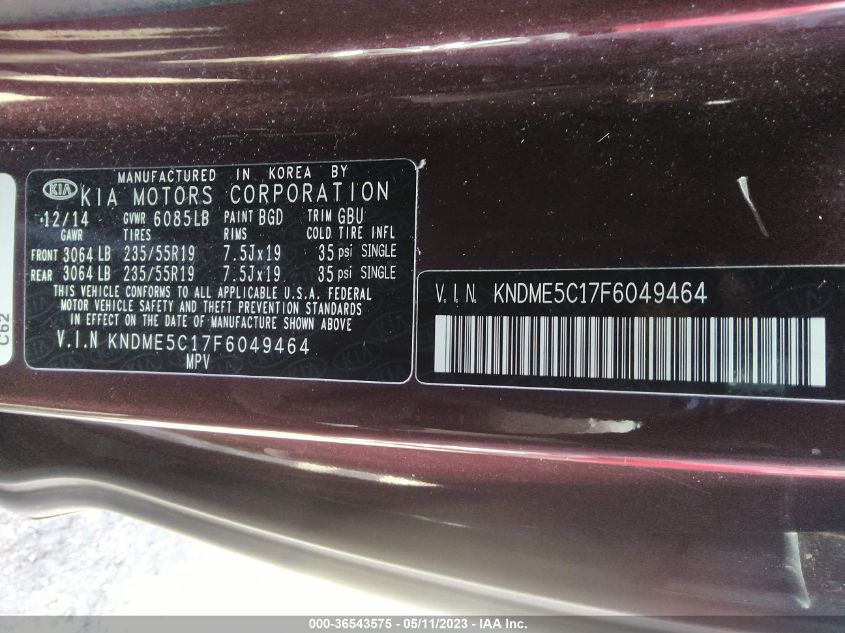 MANUFACTURED IN KOREA BY
KIA KIA MOTORS CORPORATION
12/14 GVWR 6085LB PAINT BGD TRIM GBU
GAWR TIRES RIMS COLD TIRE INFL
FRONT 3064 LB 235/55R19 7.5Jx19 35 psi SINGLE
REAR 3064 LB 235/55R19 7.5Jx19 35 psi SINGLE
THIS VEHICLE CONFORMS TO ALL APPLICABLE U.S.A. FEDERAL
MOTOR VEHICLE SAFETY AND THEFT PREVENTION STANDARDS
IN EFFECT ON THE DATE OF MANUFACTURE SHOWN ABOVE
V.I.N KNDME5C17F6049464
MPV
V.I.N. KNDME5C17F6049464
C62
000-36543575 - 05/11/2023 - IAA Inc.